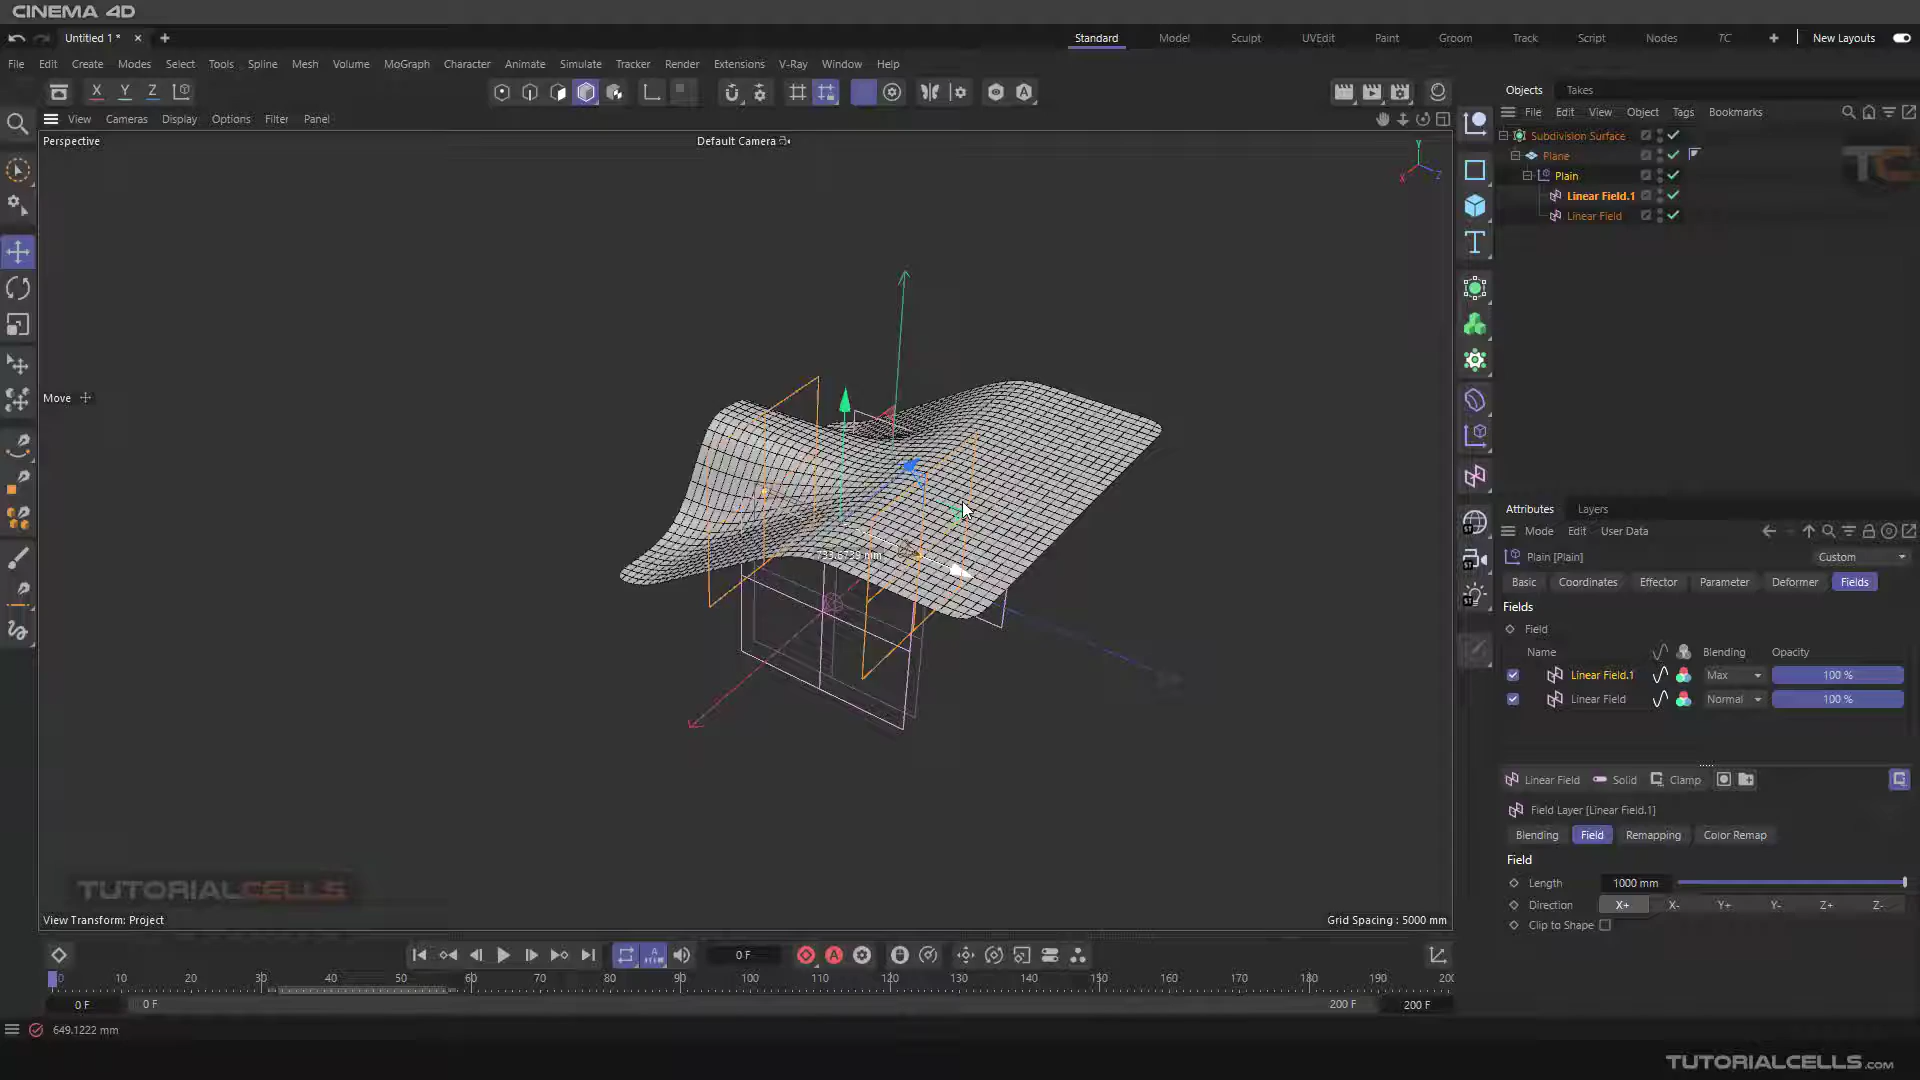 CINEMA 4D
Untitled 1 *
Standard
Model
Sculpt
UVEdit
Paint
Groom
Track
Script
Nodes
TC
New Layouts
File Edit Create Modes Select Tools Spline Mesh Volume MoGraph Character Animate Simulate Tracker Render Extensions V-Ray Window Help
X Y Z
Objects Takes
View Cameras Display Options Filter Panel
File Edit View Object Tags Bookmarks
Perspective
Default Camera
Y
X
Z
Subdivision Surface
Plane
Plain
Linear Field.1
Linear Field
TC
Move
Attributes Layers
Mode Edit User Data
Plain [Plain]
Custom
Basic Coordinates Effector Parameter Deformer Fields
Fields
Field
Name Blending Opacity
Linear Field.1 Max 100 %
Linear Field Normal 100 %
Linear Field Solid Clamp
Field Layer [Linear Field.1]
Blending Field Remapping Color Remap
Field
Length 1000 mm
Direction X+ X- Y+ Y- Z+ Z-
Clip to Shape
TUTORIALCELLS
View Transform: Project
Grid Spacing : 5000 mm
0 F
0 10 20 30 40 50 60 70 80 90 100 110 120 130 140 150 160 170 180 190 200
0 F
0 F
200 F
200 F
649.1222 mm
TUTORIALCELLS.com